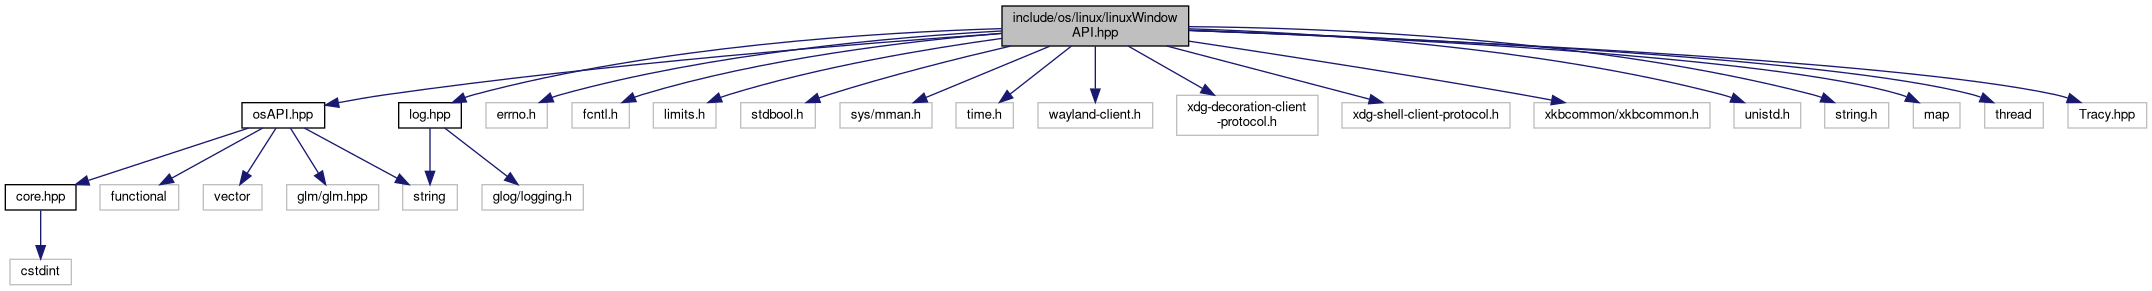 include/os/linux/linuxWindow
API.hpp
osAPI.hpp
log.hpp
errno.h
fcntl.h
limits.h
stdbool.h
sys/mman.h
time.h
wayland-client.h
xdg-decoration-client
-protocol.h
xdg-shell-client-protocol.h
xkbcommon/xkbcommon.h
unistd.h
string.h
map
thread
Tracy.hpp
core.hpp
functional
vector
glm/glm.hpp
string
glog/logging.h
cstdint